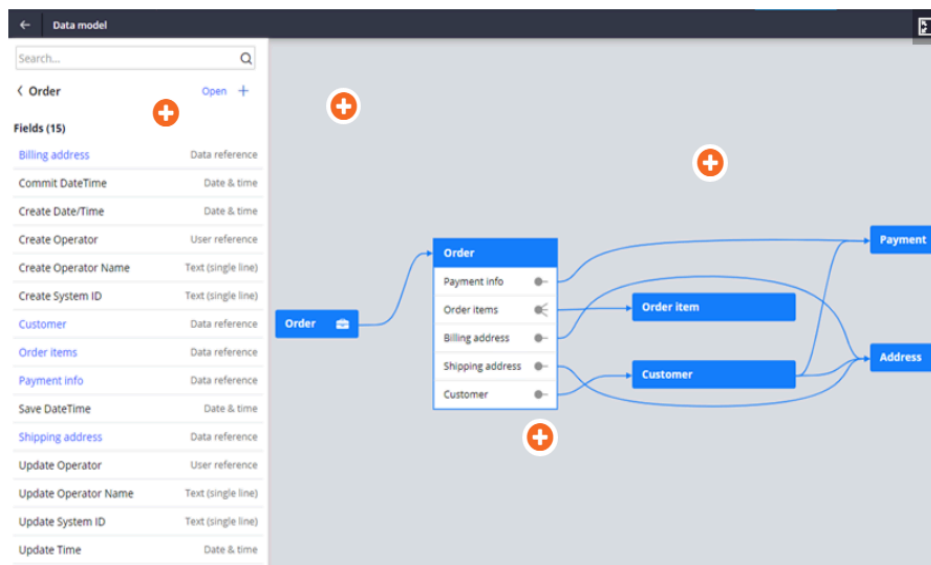 Data model
Search...
Order
Open
Fields (15)
Billing address Data reference
Commit DateTime Date & time
Create Date/Time Date & time
Create Operator User reference
Create Operator Name Text (single line)
Create System ID Text (single line)
Customer Data reference
Order items Data reference
Payment info Data reference
Save DateTime Date & time
Shipping address Data reference
Update Operator User reference
Update Operator Name Text (single line)
Update System ID Text (single line)
Update Time Date & time
Order
Order
Payment info
Order items
Billing address
Shipping address
Customer
Order item
Customer
Payment
Address